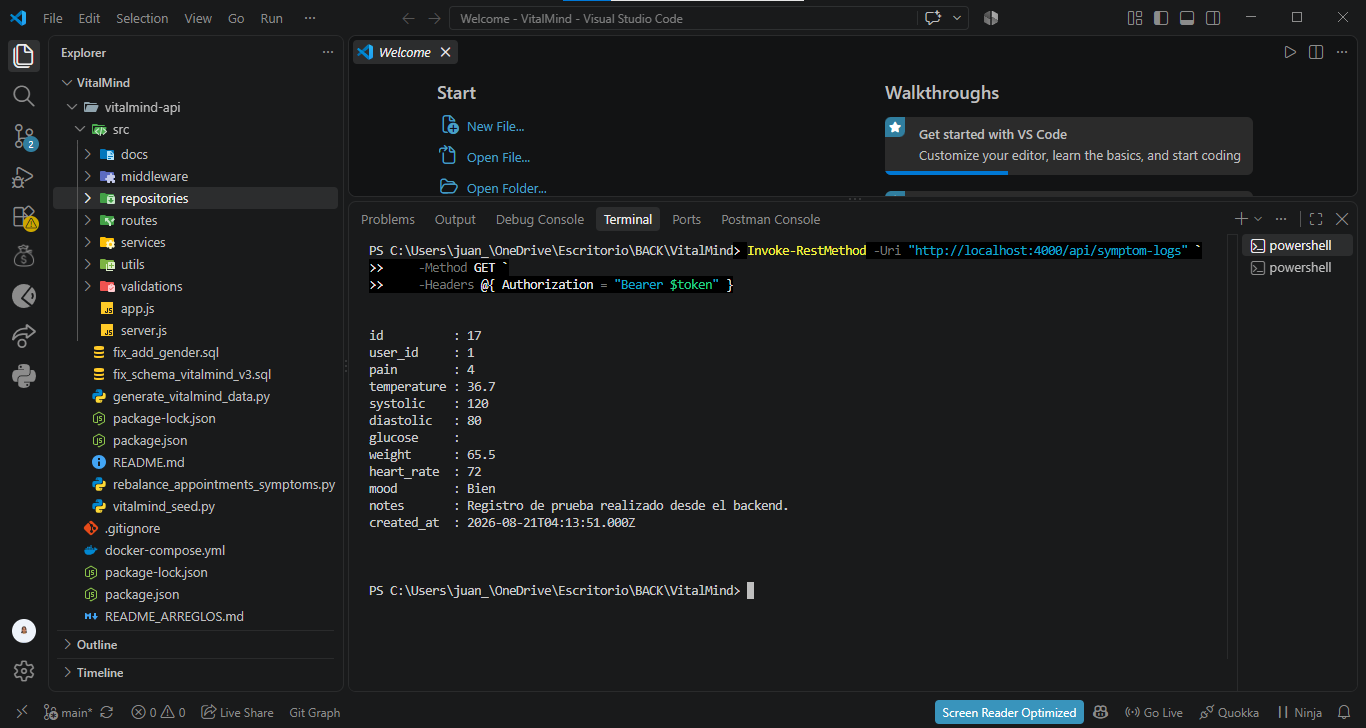 File Edit Selection View Go Run ··· Welcome - VitalMind - Visual Studio Code
Explorer ···
VitalMind
vitalmind-api
src
docs
middleware
repositories
routes
services
utils
validations
JS app.js
JS server.js
fix_add_gender.sql
fix_schema_vitalmind_v3.sql
generate_vitalmind_data.py
package-lock.json
package.json
README.md
rebalance_appointments_symptoms.py
vitalmind_seed.py
.gitignore
docker-compose.yml
package-lock.json
package.json
README_ARREGLOS.md
Outline
Timeline
2
Welcome
Start
New File...
Open File...
Open Folder...
Walkthroughs
Get started with VS Code
Customize your editor, learn the basics, and start coding
Problems Output Debug Console Terminal Ports Postman Console
PS C:\Users\juan_\OneDrive\Escritorio\BACK\VitalMind> Invoke-RestMethod -Uri "http://localhost:4000/api/symptom-logs" `
>> -Method GET `
>> -Headers @{ Authorization = "Bearer $token" }
id : 17
user_id : 1
pain : 4
temperature : 36.7
systolic : 120
diastolic : 80
glucose :
weight : 65.5
heart_rate : 72
mood : Bien
notes : Registro de prueba realizado desde el backend.
created_at : 2026-08-21T04:13:51.000Z
PS C:\Users\juan_\OneDrive\Escritorio\BACK\VitalMind>
powershell
powershell
main* 0 0 Live Share Git Graph Screen Reader Optimized Go Live Quokka Ninja